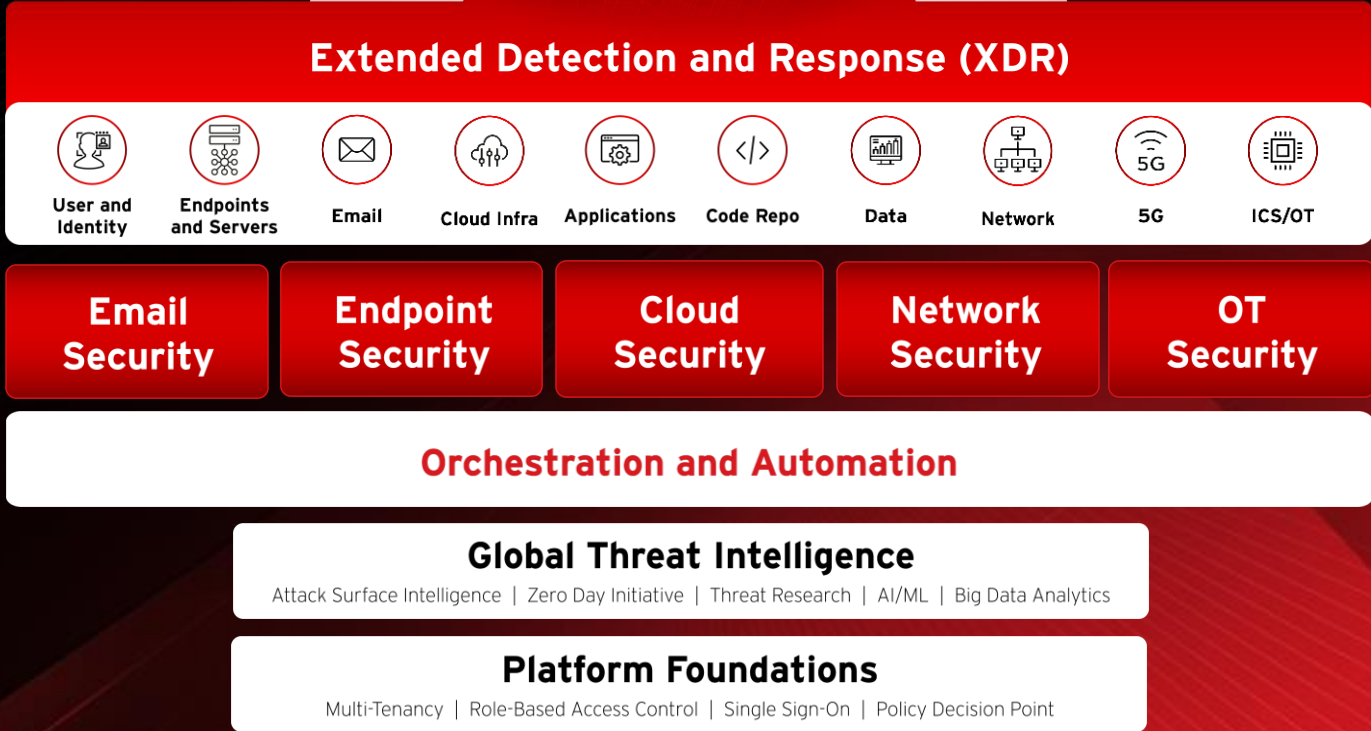 Extended Detection and Response (XDR)
5G
User and
Identity
Endpoints
and Servers
Email
Cloud Infra
Applications
Code Repo
Data
Network
5G
ICS/OT
Email
Security
Endpoint
Security
Cloud
Security
Network
Security
OT
Security
Orchestration and Automation
Global Threat Intelligence
Attack Surface Intelligence | Zero Day Initiative | Threat Research | AI/ML | Big Data Analytics
Platform Foundations
Multi-Tenancy | Role-Based Access Control | Single Sign-On | Policy Decision Point